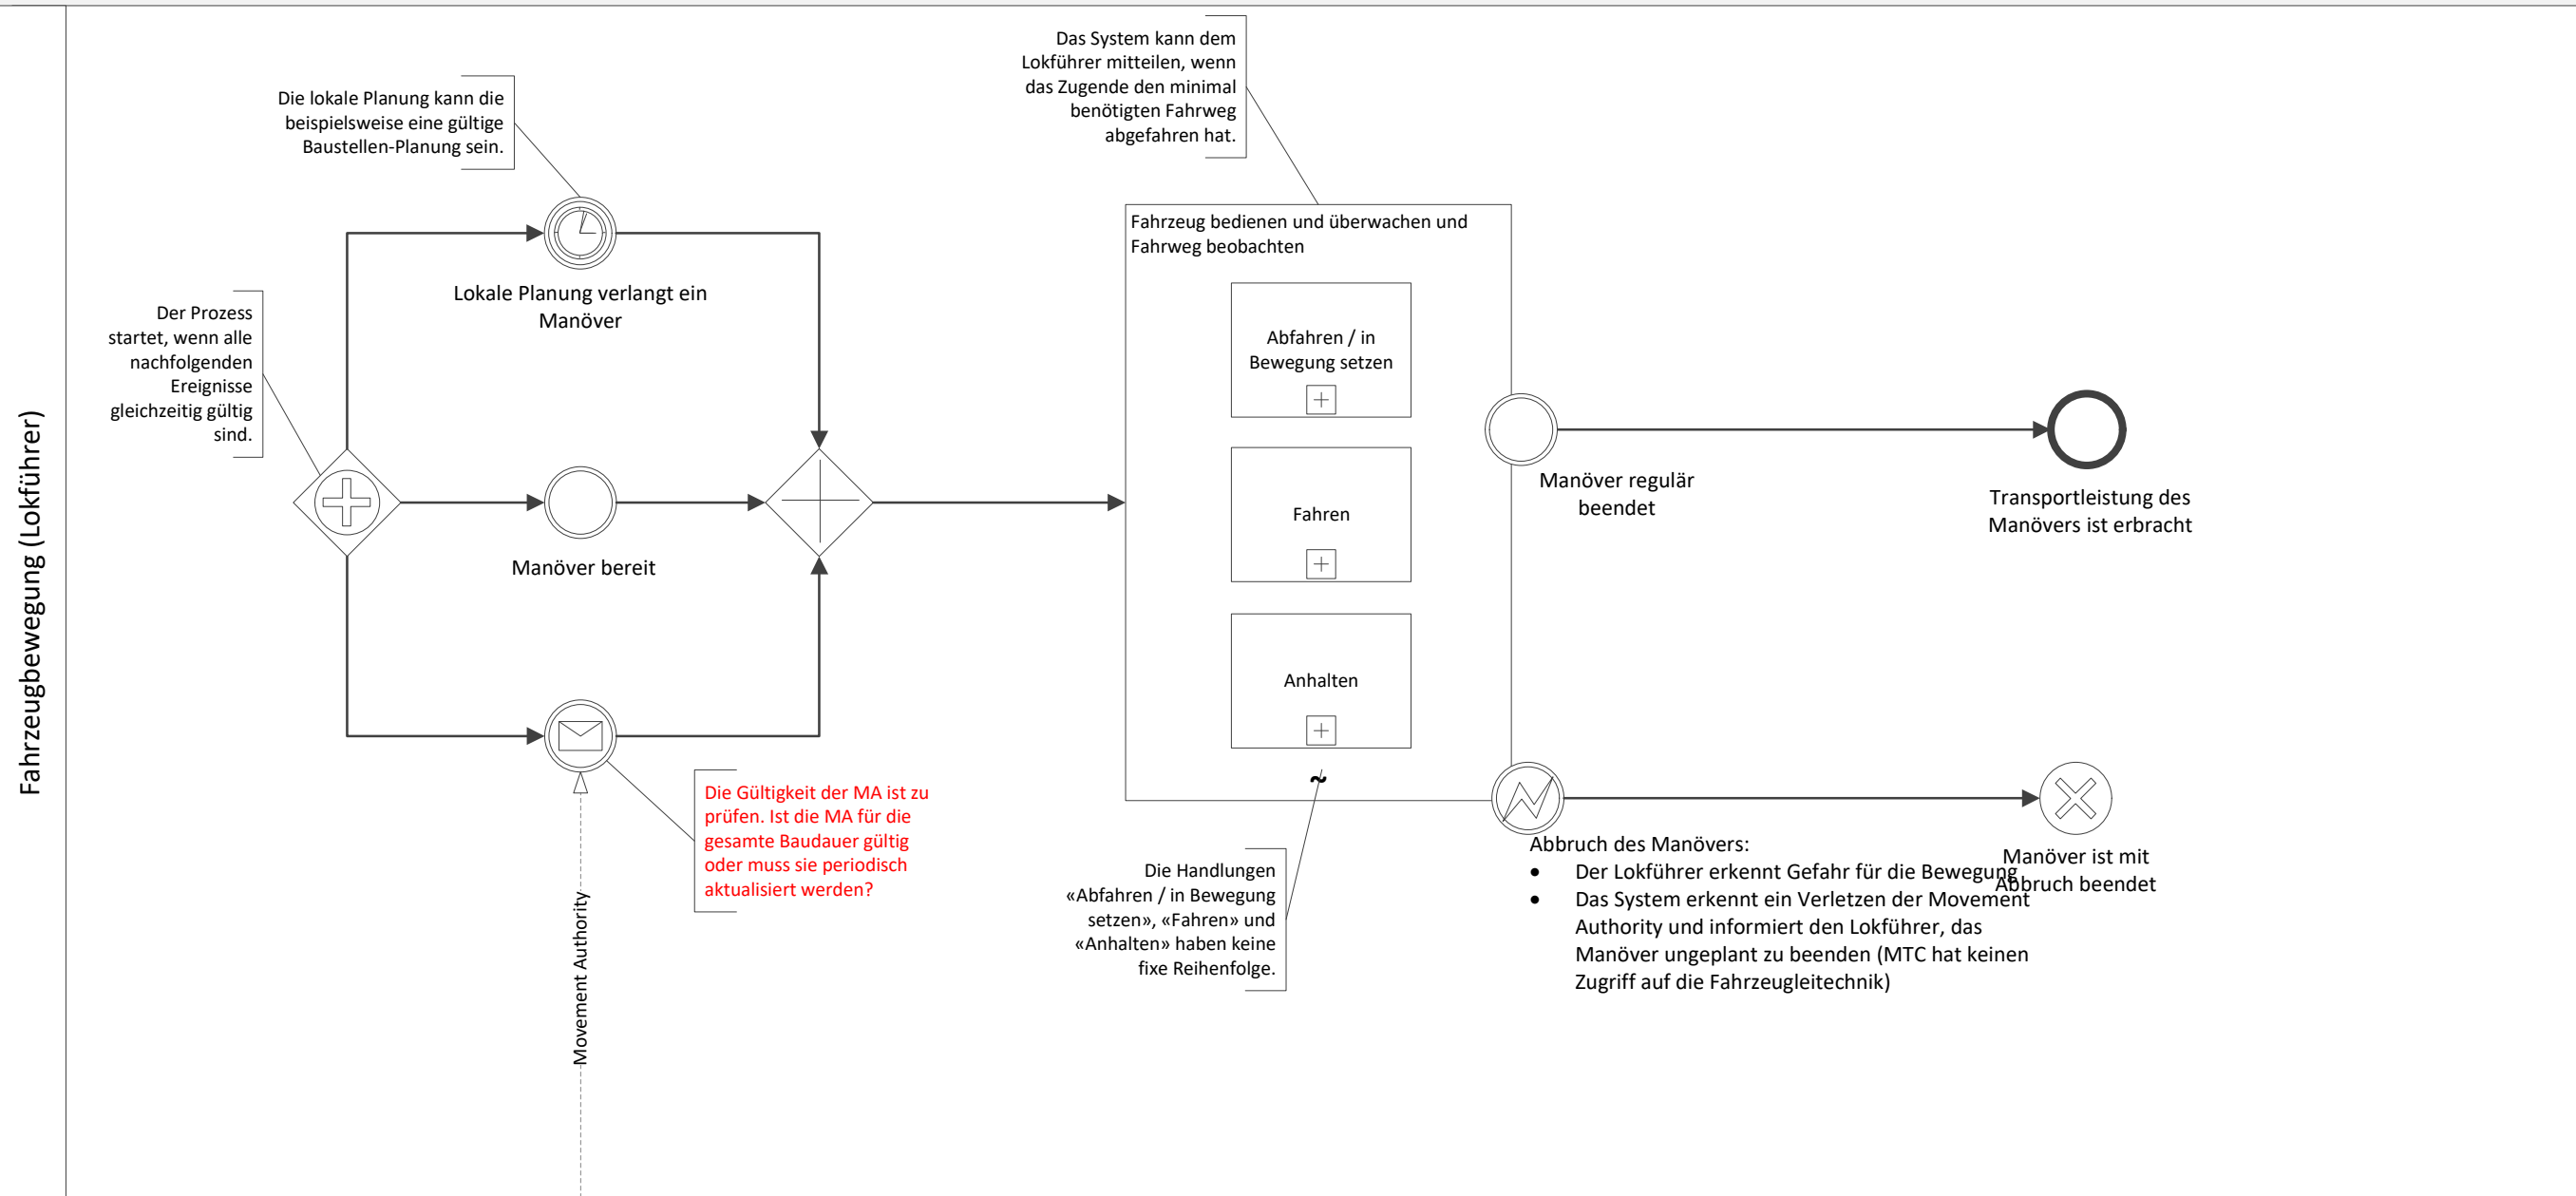 Fahrzeugbewegung (Lokführer)
Die lokale Planung kann die
beispielsweise eine gültige
Baustellen-Planung sein.
Lokale Planung verlangt ein
Manöver
Der Prozess
startet, wenn alle
nachfolgenden
Ereignisse
gleichzeitig gültig
sind.
Manöver bereit
Die Gültigkeit der MA ist zu
prüfen. Ist die MA für die
gesamte Baudauer gültig
oder muss sie periodisch
aktualisiert werden?
Movement Authority
Das System kann dem
Lokführer mitteilen, wenn
das Zugende den minimal
benötigten Fahrweg
abgefahren hat.
Fahrzeug bedienen und überwachen und
Fahrweg beobachten
Abfahren / in
Bewegung setzen
Fahren
Anhalten
~
Die Handlungen
«Abfahren / in Bewegung
setzen», «Fahren» und
«Anhalten» haben keine
fixe Reihenfolge.
Manöver regulär
beendet
Transportleistung des
Manövers ist erbracht
Abbruch des Manövers:
• Der Lokführer erkennt Gefahr für die Bewegung
• Das System erkennt ein Verletzen der Movement
Authority und informiert den Lokführer, das
Manöver ungeplant zu beenden (MTC hat keinen
Zugriff auf die Fahrzeugleitechnik)
Manöver ist mit
Abbruch beendet